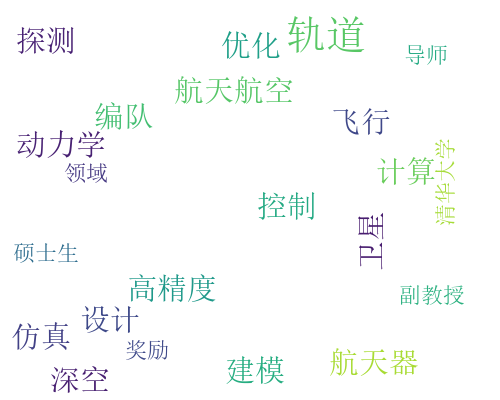 轨道
探测
优化
导师
航天航空
编队
飞行
动力学
领域
计算
清华大学
控制
卫星
硕士生
高精度
副教授
设计
仿真
奖励
建模
航天器
深空